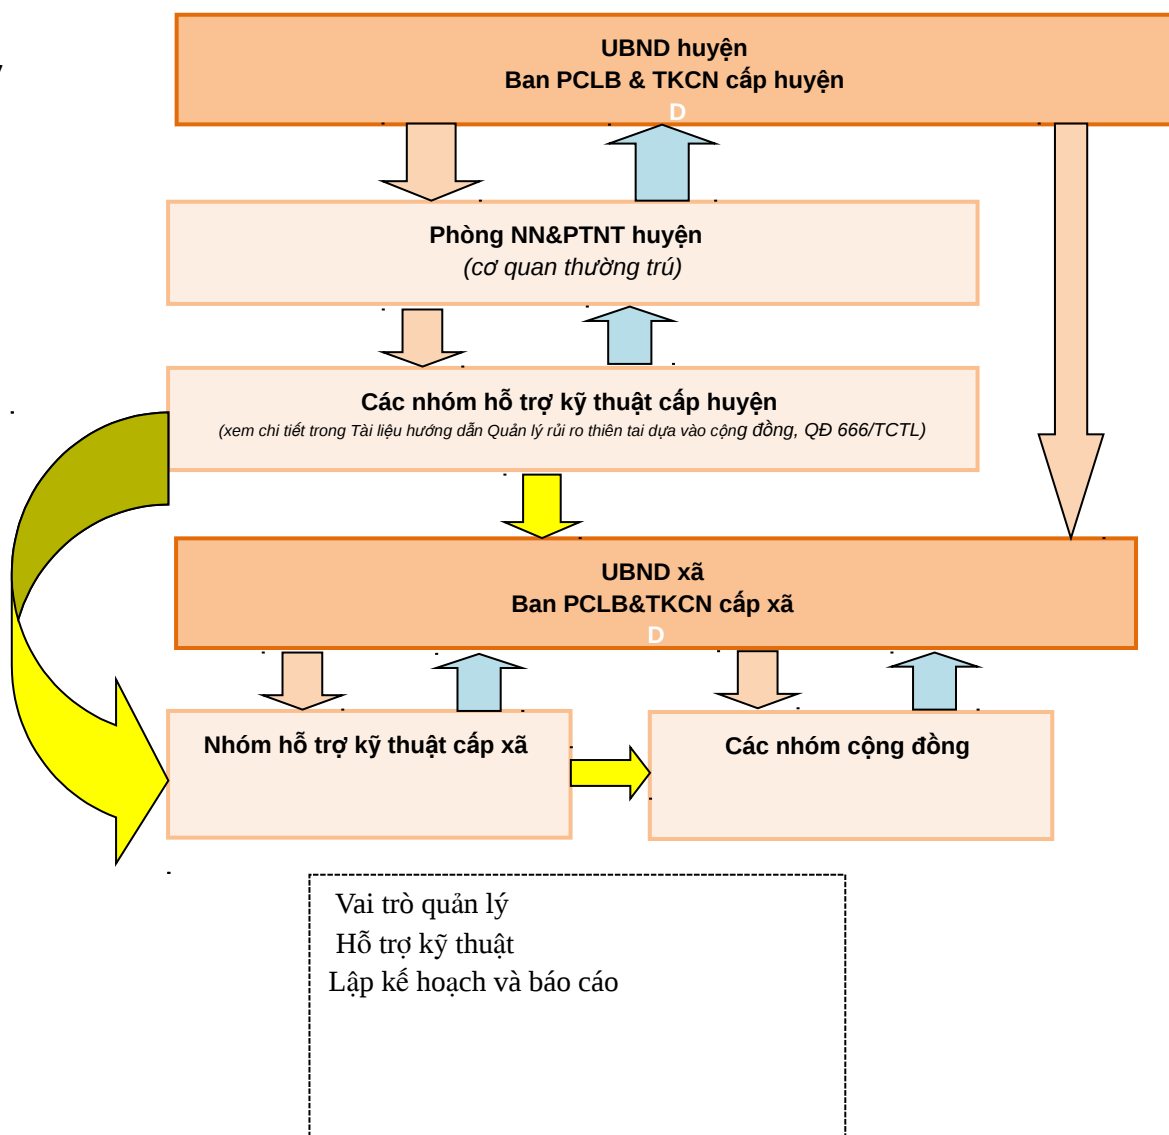 UBND huyện
Ban PCLB & TKCN cấp huyện
D
Phòng NN&PTNT huyện
(cơ quan thường trú)
Các nhóm hỗ trợ kỹ thuật cấp huyện
(xem chi tiết trong Tài liệu hướng dẫn Quản lý rủi ro thiên tai dựa vào cộng đồng, QĐ 666/TCTL)
UBND xã
Ban PCLB&TKCN cấp xã
D
Nhóm hỗ trợ kỹ thuật cấp xã
Các nhóm cộng đồng
Vai trò quản lý
Hỗ trợ kỹ thuật
Lập kế hoạch và báo cáo